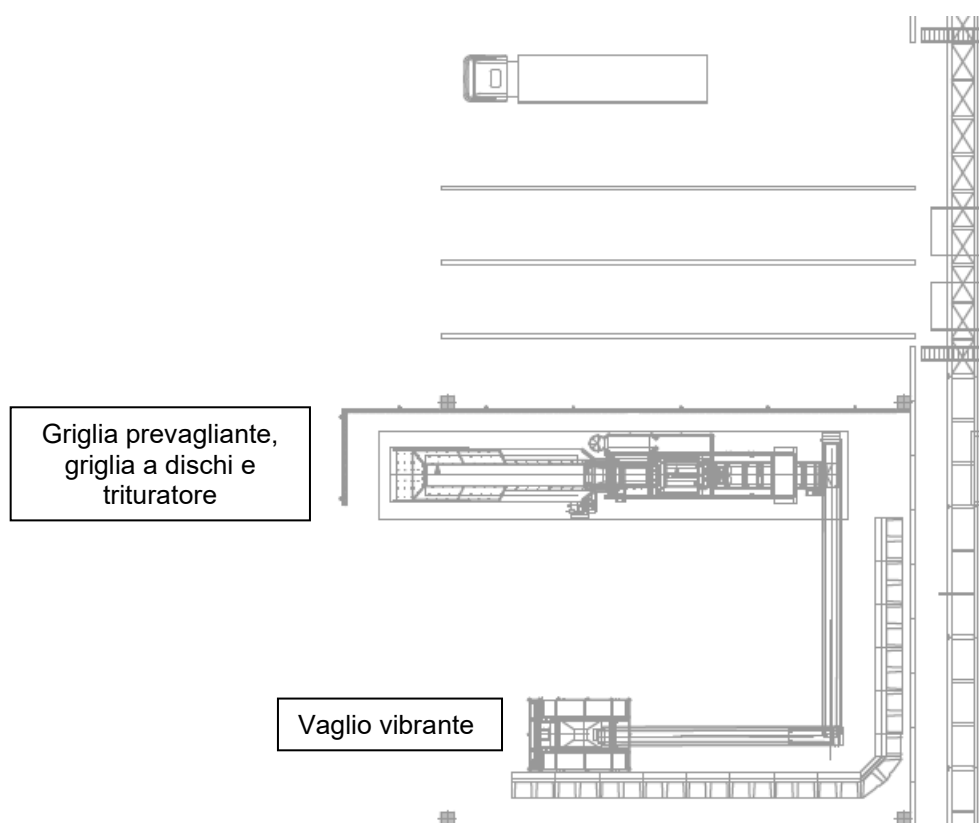 Griglia prevagliante,
griglia a dischi e
trituratore
Vaglio vibrante